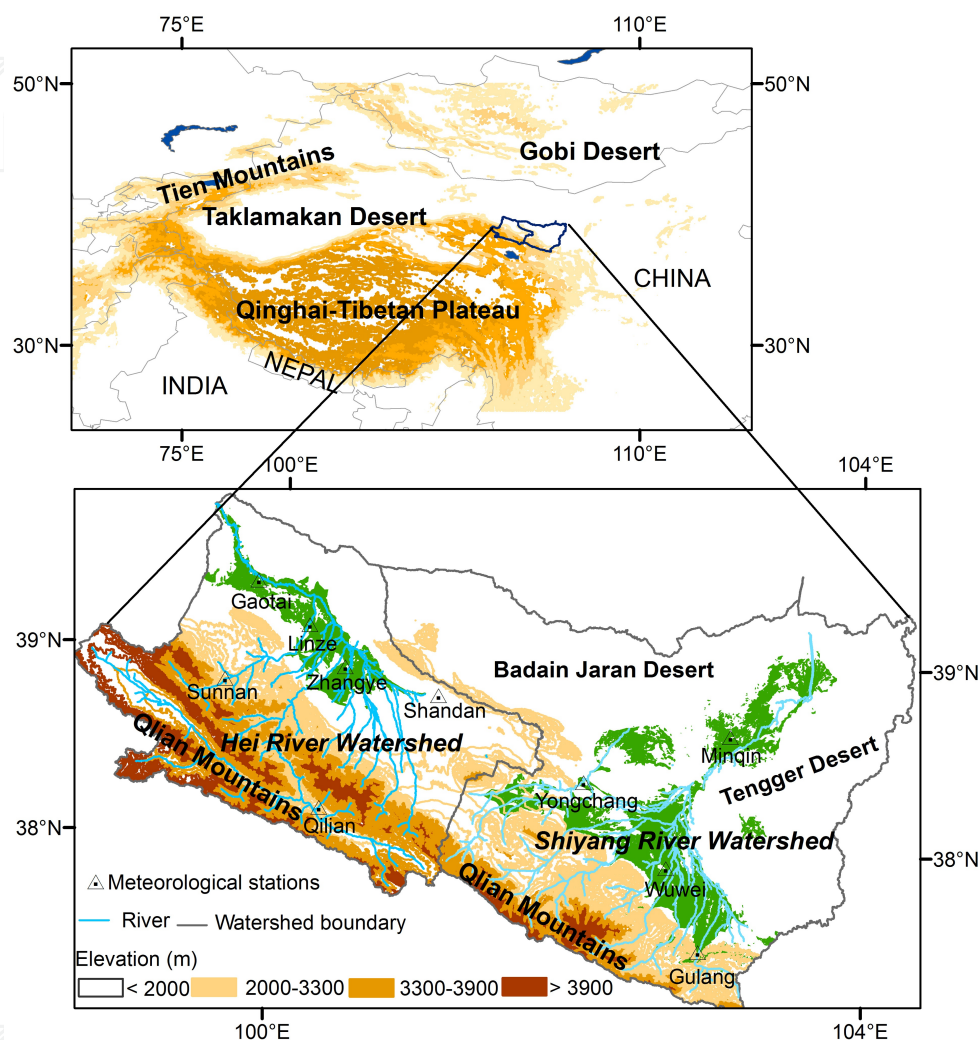 75°E 110°E
50°N 50°N
Gobi Desert
Tien Mountains
Taklamakan Desert
CHINA
Qinghai-Tibetan Plateau
30°N 30°N
NEPAL
INDIA
75°E 110°E
100°E 104°E
Gaotai
39°N
Linze
39°N
Badain Jaran Desert
Zhangye
Sunnan
Shandan
Qlian Mountains
Hei River Watershed
Minqin
Tengger Desert
Yongchang
38°N
Qilian
Shiyang River Watershed
38°N
Qlian Mountains
Wuwei
Meteorological stations
River Watershed boundary
Gulang
Elevation (m)
< 2000 2000-3300 3300-3900 > 3900
100°E 104°E